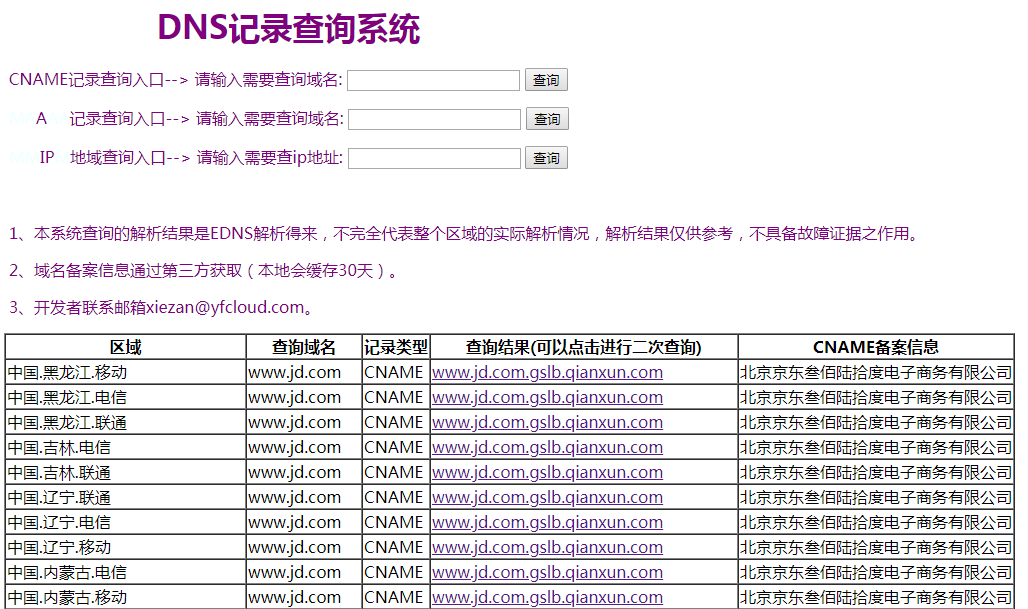 DNS记录查询系统
CNAME记录查询入口--> 请输入需要查询域名: 查询
A 记录查询入口--> 请输入需要查询域名: 查询
IP 地域查询入口--> 请输入需要查ip地址: 查询
1、本系统查询的解析结果是EDNS解析得来，不完全代表整个区域的实际解析情况，解析结果仅供参考，不具备故障证据之作用。
2、域名备案信息通过第三方获取（本地会缓存30天）。
3、开发者联系邮箱xiezan@yfcloud.com。
区域 查询域名 记录类型 查询结果(可以点击进行二次查询) CNAME备案信息
中国.黑龙江.移动 www.jd.com CNAME www.jd.com.gslb.qianxun.com 北京京东叁佰陆拾度电子商务有限公司
中国.黑龙江.电信 www.jd.com CNAME www.jd.com.gslb.qianxun.com 北京京东叁佰陆拾度电子商务有限公司
中国.黑龙江.联通 www.jd.com CNAME www.jd.com.gslb.qianxun.com 北京京东叁佰陆拾度电子商务有限公司
中国.吉林.电信 www.jd.com CNAME www.jd.com.gslb.qianxun.com 北京京东叁佰陆拾度电子商务有限公司
中国.吉林.联通 www.jd.com CNAME www.jd.com.gslb.qianxun.com 北京京东叁佰陆拾度电子商务有限公司
中国.辽宁.联通 www.jd.com CNAME www.jd.com.gslb.qianxun.com 北京京东叁佰陆拾度电子商务有限公司
中国.辽宁.电信 www.jd.com CNAME www.jd.com.gslb.qianxun.com 北京京东叁佰陆拾度电子商务有限公司
中国.辽宁.移动 www.jd.com CNAME www.jd.com.gslb.qianxun.com 北京京东叁佰陆拾度电子商务有限公司
中国.内蒙古.电信 www.jd.com CNAME www.jd.com.gslb.qianxun.com 北京京东叁佰陆拾度电子商务有限公司
中国.内蒙古.移动 www.jd.com CNAME www.jd.com.gslb.qianxun.com 北京京东叁佰陆拾度电子商务有限公司